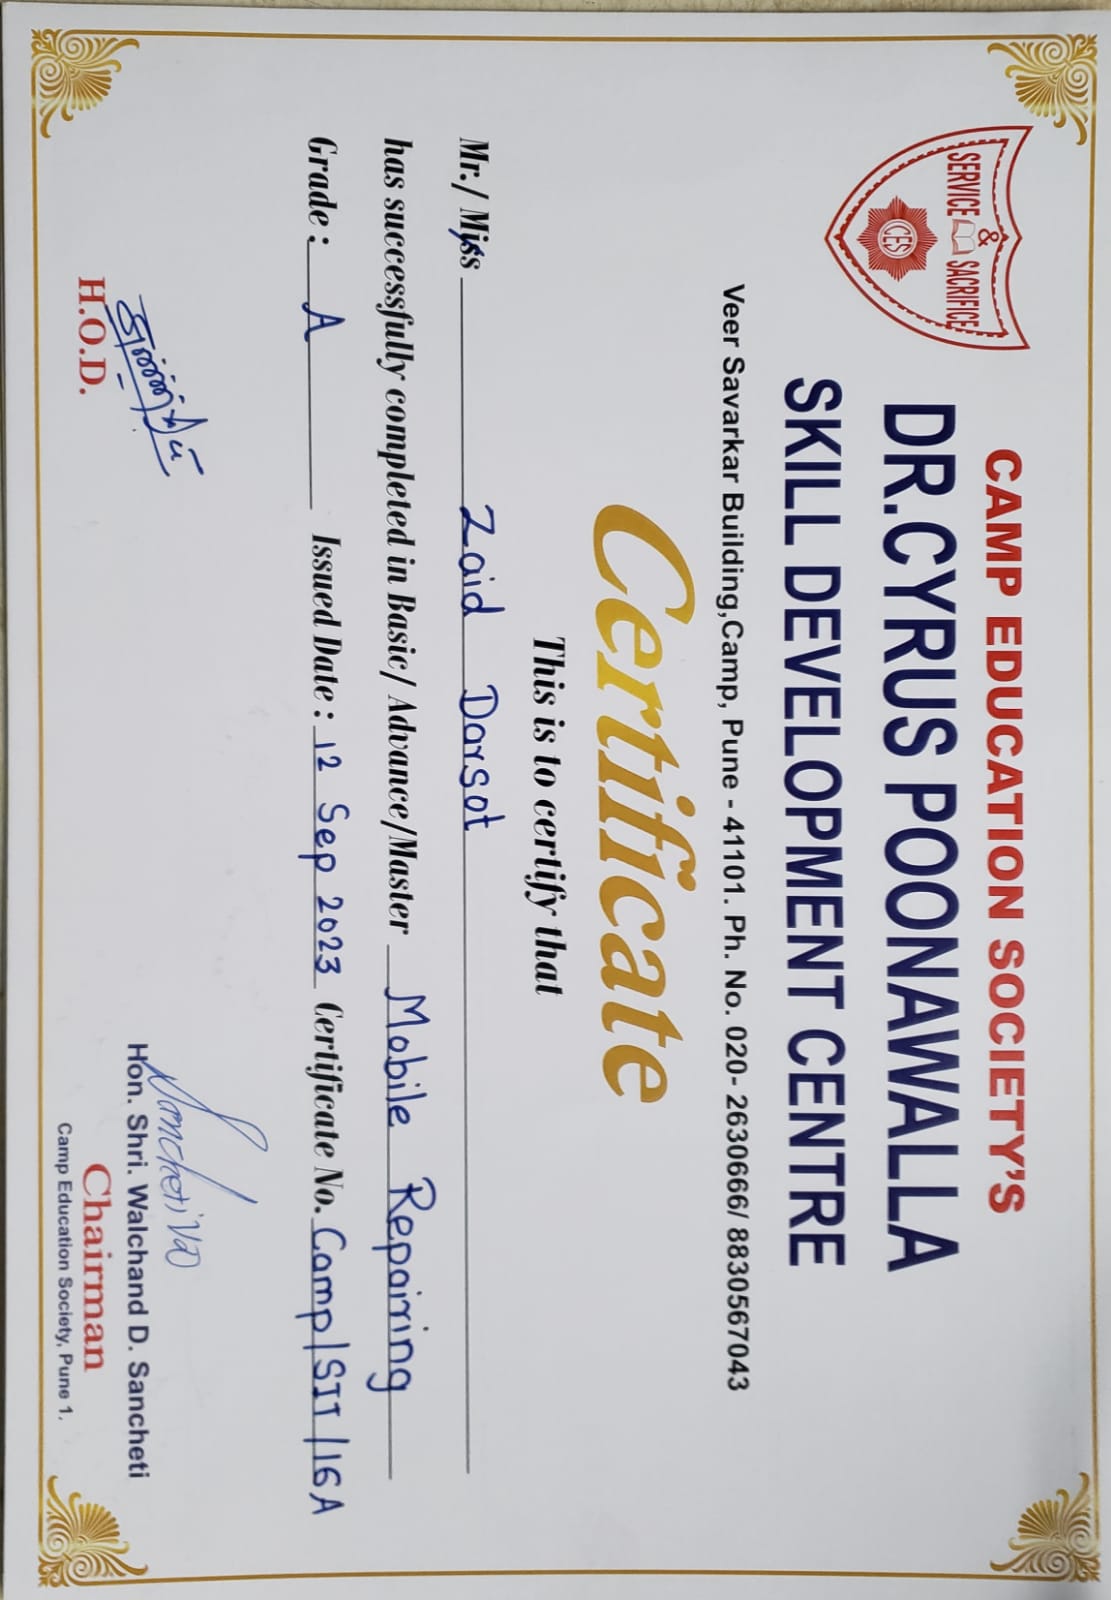 &
SERVICE SACRIFICE
CES
CAMP EDUCATION SOCIETY'S
DR.CYRUS POONAWALLA
SKILL DEVELOPMENT CENTRE
Veer Savarkar Building,Camp, Pune - 41101. Ph. No. 020- 2630666/ 8830567043
Certificate
This is to certify that
Mr./ Miss Zaid Darsot
has successfully completed in Basic/ Advance/Master Mobile Repairing
Grade : A Issued Date : 12 Sep 2023 Certificate No. Camp/SIT/16A
SanchetiVD
H.O.D.
Hon. Shri. Walchand D. Sancheti
Chairman
Camp Education Society, Pune 1.